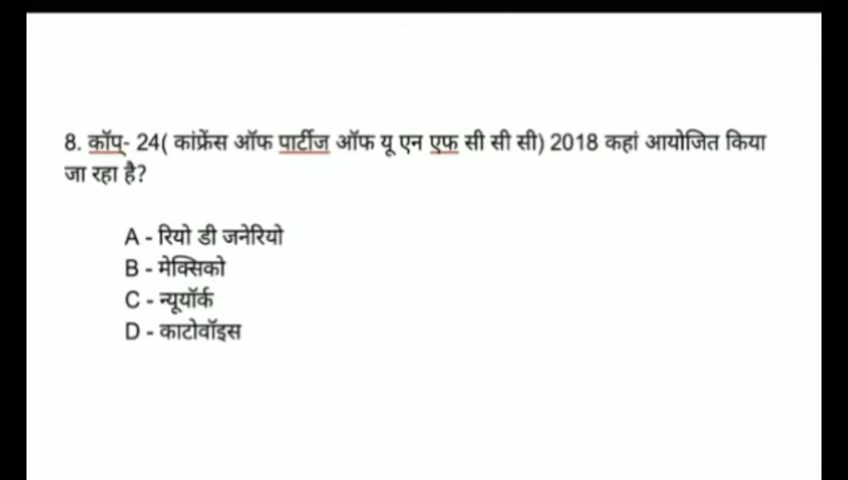 8. कॉप्- 24( कांफ्रेंस ऑफ पार्टीज ऑफ यू एन एफ सी सी सी) 2018 कहां आयोजित किया
जा रहा है?
A - रियो डी जनेरियो
B - मेक्सिको
C - न्यूयॉर्क
D - काटोवॉइस